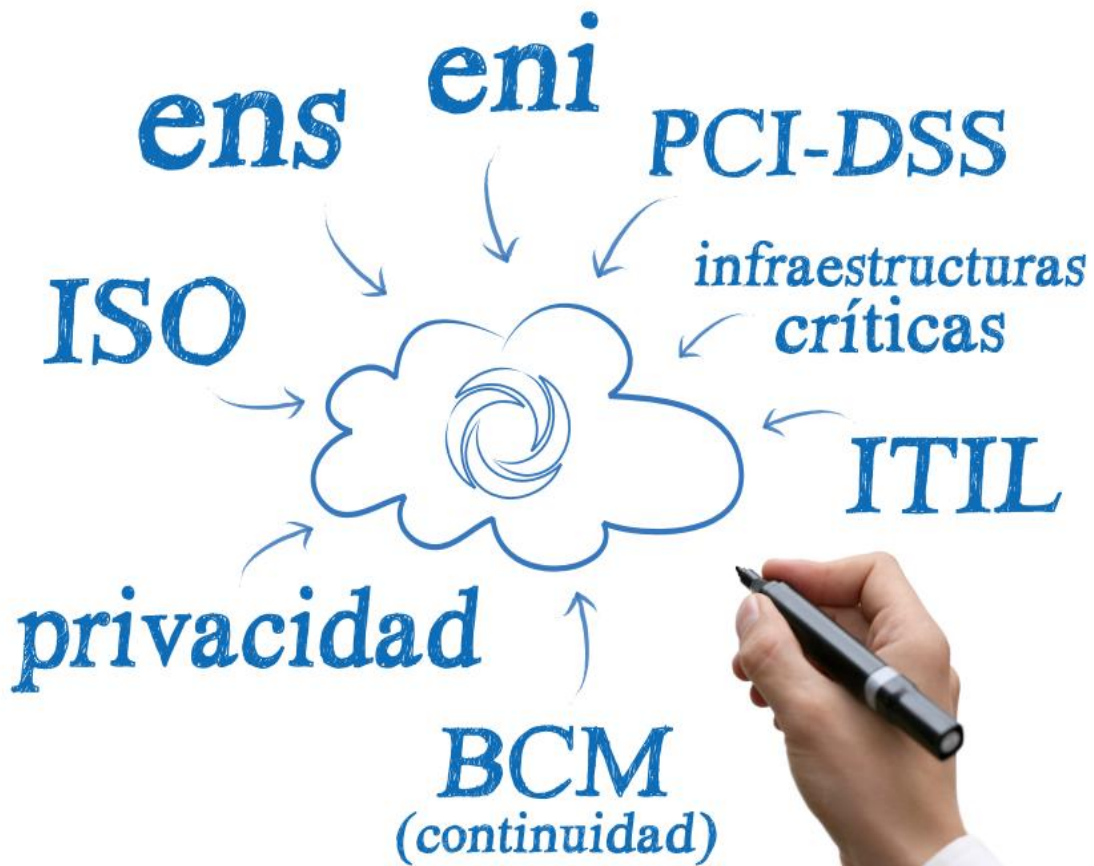 eni
ens
PCI-DSS
infraestructuras
críticas
ISO
ITIL
privacidad
BCM
(continuidad)